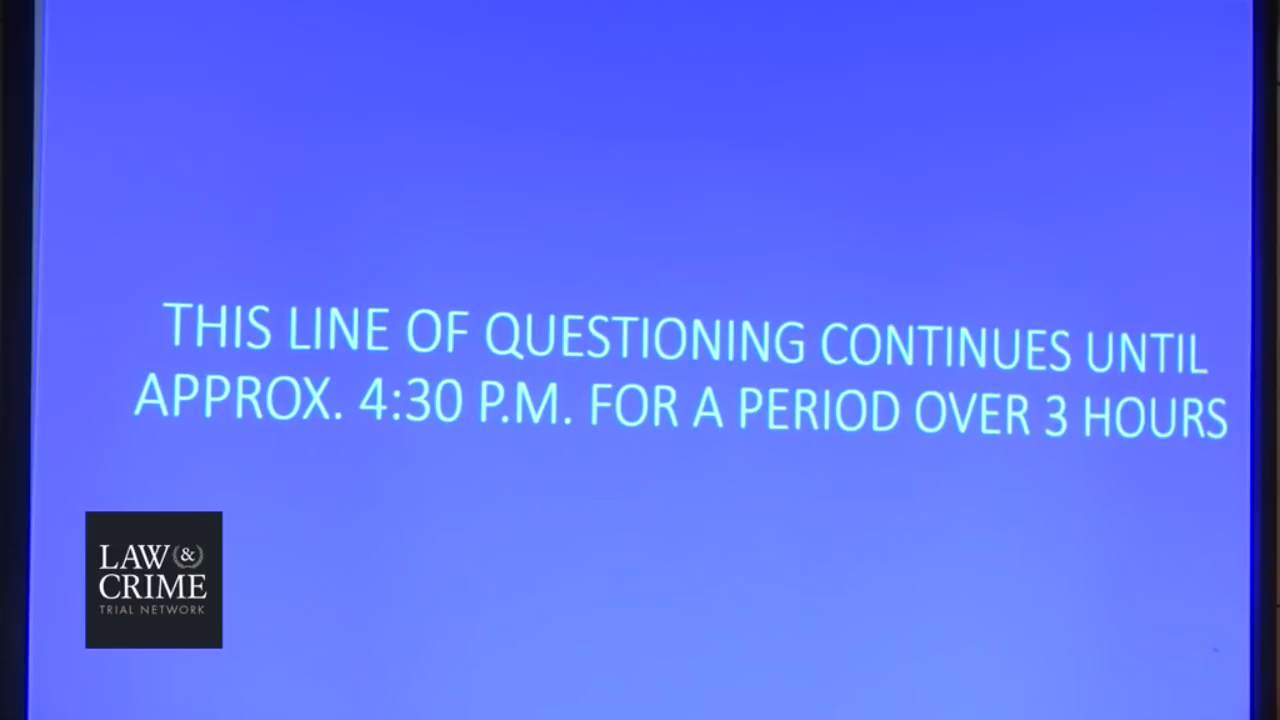 THIS LINE OF QUESTIONING CONTINUES UNTIL
APPROX. 4:30 P.M. FOR A PERIOD OVER 3 HOURS
LAW &
CRIME
TRIAL NETWORK